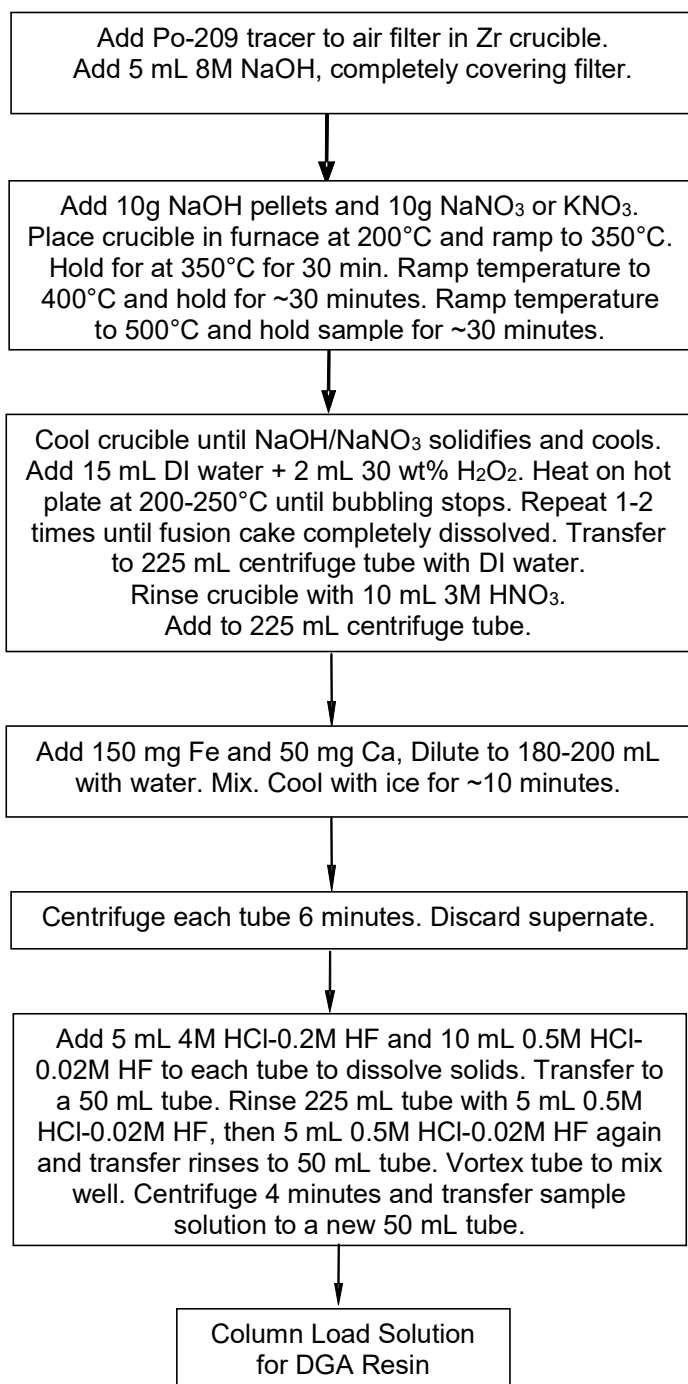 Add Po-209 tracer to air filter in Zr crucible.
Add 5 mL 8M NaOH, completely covering filter.
Add 10g NaOH pellets and 10g NaNO₃ or KNO₃.
Place crucible in furnace at 200°C and ramp to 350°C.
Hold for at 350°C for 30 min. Ramp temperature to
400°C and hold for ~30 minutes. Ramp temperature
to 500°C and hold sample for ~30 minutes.
Cool crucible until NaOH/NaNO₃ solidifies and cools.
Add 15 mL DI water + 2 mL 30 wt% H₂O₂. Heat on hot
plate at 200-250°C until bubbling stops. Repeat 1-2
times until fusion cake completely dissolved. Transfer
to 225 mL centrifuge tube with DI water.
Rinse crucible with 10 mL 3M HNO₃.
Add to 225 mL centrifuge tube.
Add 150 mg Fe and 50 mg Ca, Dilute to 180-200 mL
with water. Mix. Cool with ice for ~10 minutes.
Centrifuge each tube 6 minutes. Discard supernate.
Add 5 mL 4M HCl-0.2M HF and 10 mL 0.5M HCl-
0.02M HF to each tube to dissolve solids. Transfer to
a 50 mL tube. Rinse 225 mL tube with 5 mL 0.5M
HCl-0.02M HF, then 5 mL 0.5M HCl-0.02M HF again
and transfer rinses to 50 mL tube. Vortex tube to mix
well. Centrifuge 4 minutes and transfer sample
solution to a new 50 mL tube.
Column Load Solution
for DGA Resin